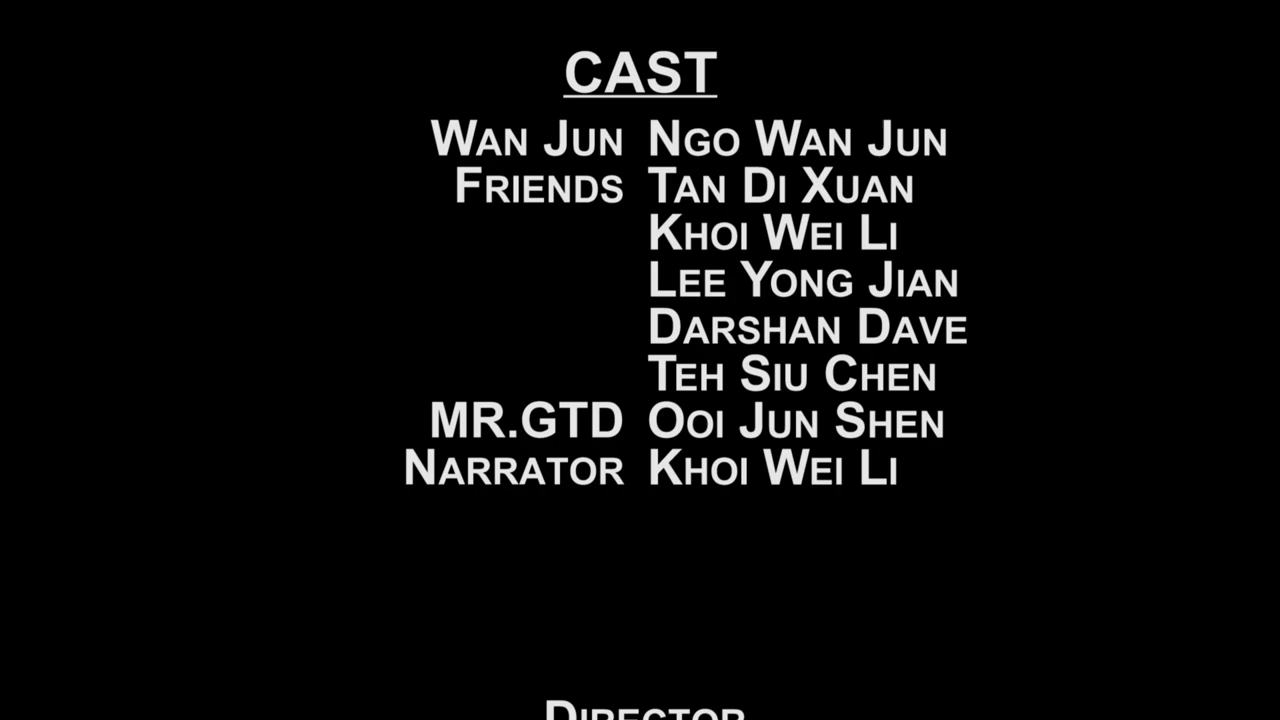 CAST
Wan Jun Ngo Wan Jun
Friends Tan Di Xuan
Khoi Wei Li
Lee Yong Jian
Darshan Dave
Teh Siu Chen
MR.GTD Ooi Jun Shen
Narrator Khoi Wei Li
Director